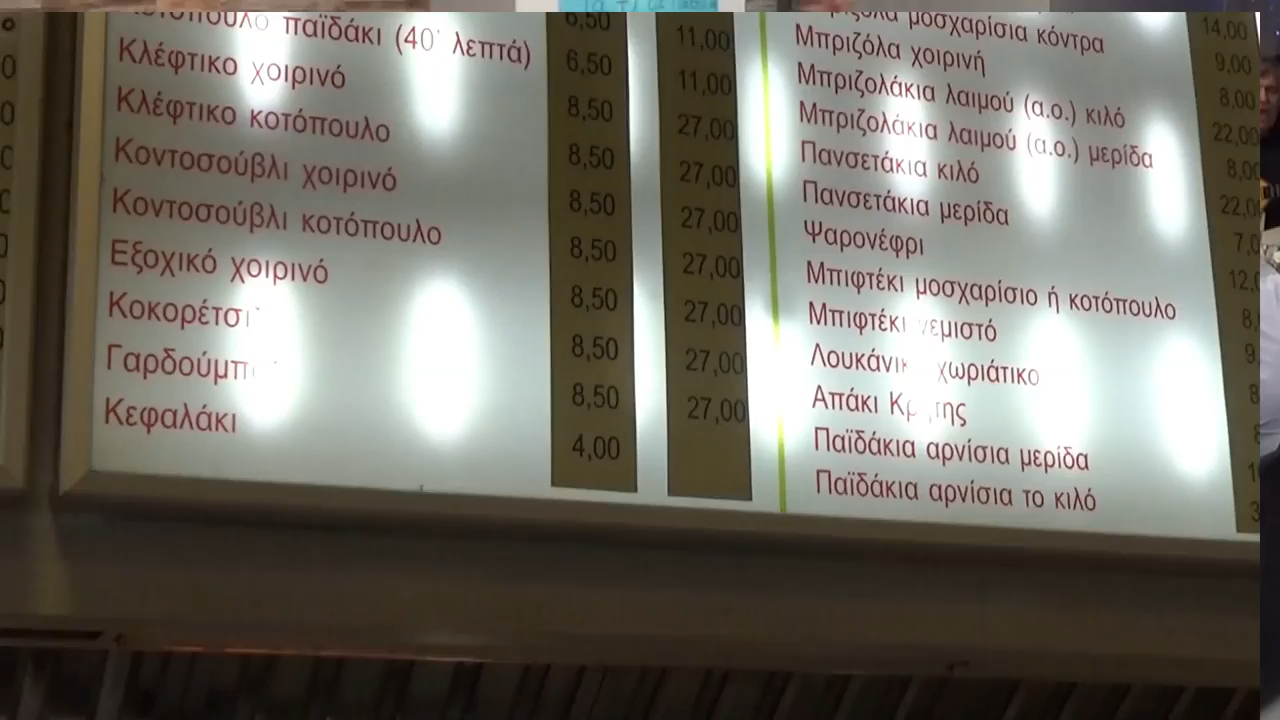 6,50 11,00
παϊδάκι (40' λεπτά) 6,50 11,00
Κλέφτικο χοιρινό 8,50 27,00
Κλέφτικο κοτόπουλο 8,50 27,00
Κοντοσούβλι χοιρινό 8,50 27,00
Κοντοσούβλι κοτόπουλο 8,50 27,00
Εξοχικό χοιρινό 8,50 27,00
Κοκορέτσι 8,50 27,00
8,50 27,00
Κεφαλάκι 4,00
14,00
μοσχαρίσια κόντρα 9,00
Μπριζόλα χοιρινή 8,00
Μπριζολάκια λαιμού (α.ο.) κιλό 22,00
Μπριζολάκια λαιμού (α.ο.) μερίδα 8,00
Πανσετάκια κιλό 22,00
Πανσετάκια μερίδα
Ψαρονέφρι
Μπιφτέκι μοσχαρίσιο ή κοτόπουλο
Μπιφτέκι γεμιστό
Λουκάνικο χωριάτικο
Απάκι Κρήτης
Παϊδάκια αρνίσια μερίδα
Παϊδάκια αρνίσια το κιλό